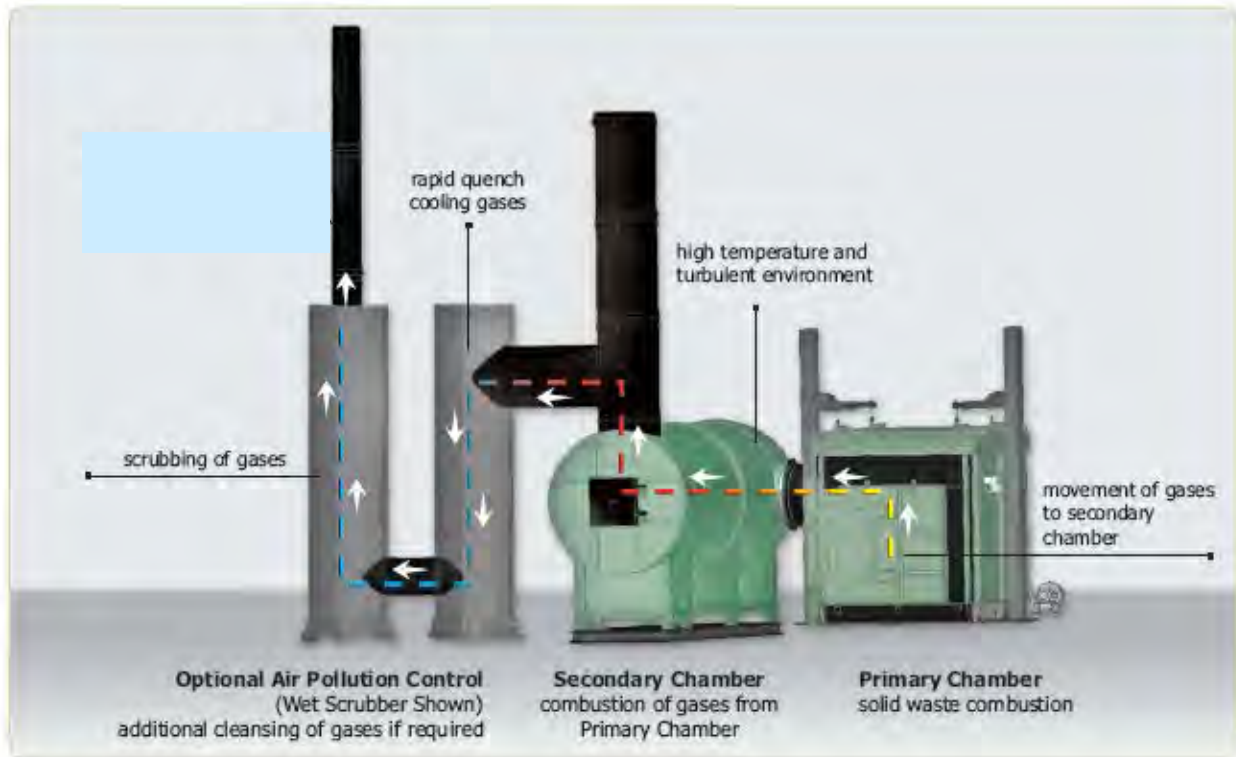 rapid quench
cooling gases
high temperature and
turbulent environment
scrubbing of gases
movement of gases
to secondary
chamber
Optional Air Pollution Control
(Wet Scrubber Shown)
additional cleansing of gases if required
Secondary Chamber
combustion of gases from
Primary Chamber
Primary Chamber
solid waste combustion